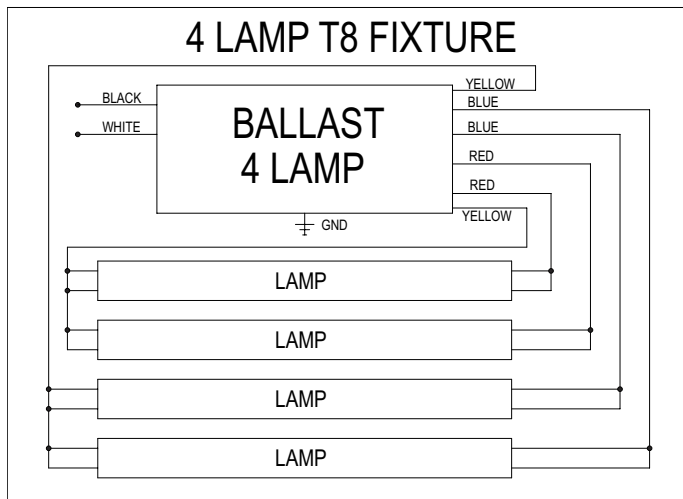 4 LAMP T8 FIXTURE
YELLOW
BLACK
BLUE
BALLAST
WHITE
BLUE
4 LAMP
RED
RED
YELLOW
GND
LAMP
LAMP
LAMP
LAMP